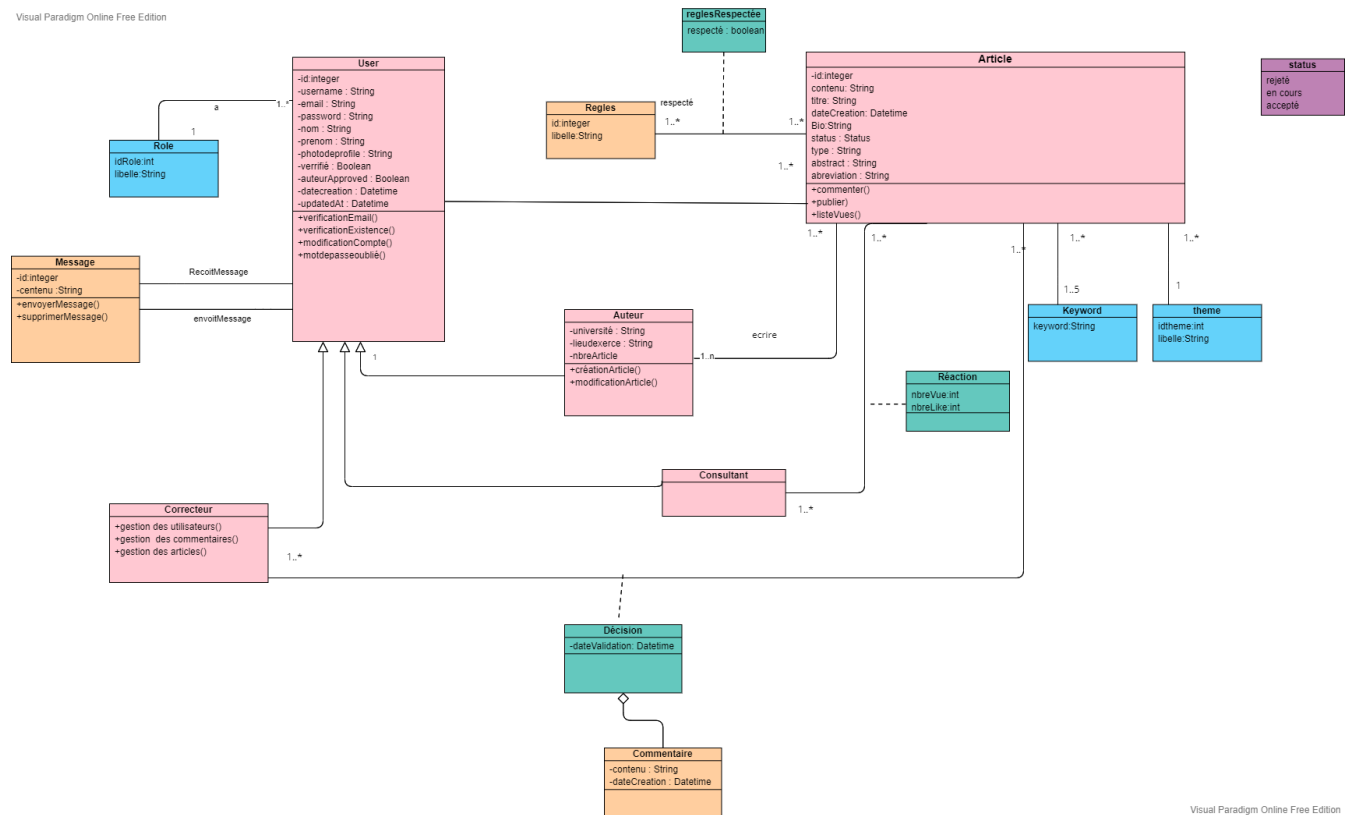 Visual Paradigm Online Free Edition
reglesRespectée
respecté : boolean
User
-id:integer
-username : String
-email : String
-password : String
-nom : String
-prenom : String
-photodeprofile : String
-verrifié : Boolean
-auteurApproved : Boolean
-datecreation : Datetime
-updatedAt : Datetime
+verificationEmail()
+verificationExistence()
+modificationCompte()
+motdepasseoublié()
Article
-id:integer
contenu: String
titre: String
dateCreation: Datetime
Bio:String
status : Status
type : String
abstract : String
abreviation : String
+commenter()
+publier)
+listeVues()
status
rejeté
en cours
accepté
Regles
id:integer
libelle:String
respecté
1..*
1..*
1..*
a
1..*
1
Role
idRole:int
libelle:String
Message
-id:integer
-centenu :String
+envoyerMessage()
+supprimerMessage()
RecoitMessage
envoitMessage
1..*
1..*
1..*
1..*
1..*
1..5
1
Keyword
keyword:String
theme
idtheme:int
libelle:String
Auteur
-université : String
-lieudexerce : String
-nbreArticle
+créationArticle()
+modificationArticle()
ecrire
1..n
1
Réaction
nbreVue:int
nbreLike:int
Consultant
1..*
Correcteur
+gestion des utilisateurs()
+gestion des commentaires()
+gestion des articles()
1..*
Décision
-dateValidation: Datetime
Commentaire
-contenu : String
-dateCreation : Datetime
Visual Paradigm Online Free Edition